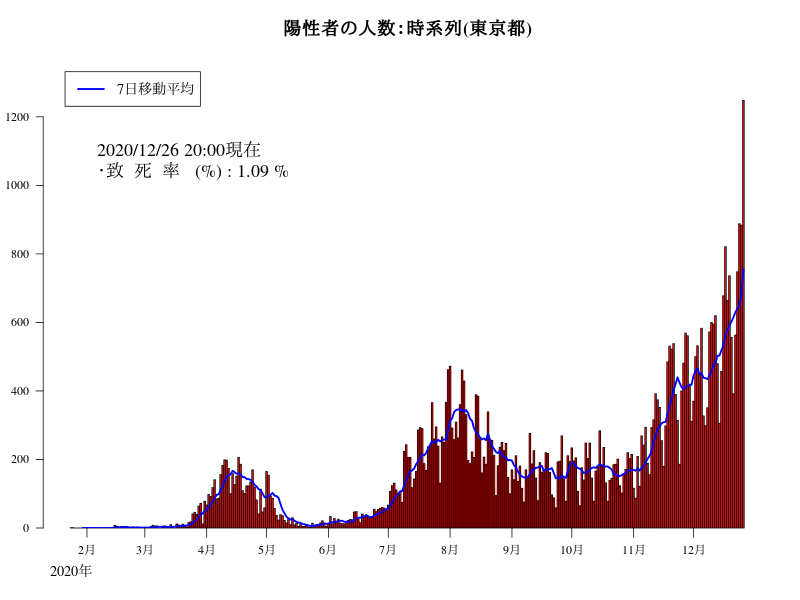 陽性者の人数：時系列(東京都)
7日移動平均
2020/12/26 20:00現在
・致 死 率 (%) : 1.09 %
1200
1000
800
600
400
200
0
2月 3月 4月 5月 6月 7月 8月 9月 10月 11月 12月
2020年